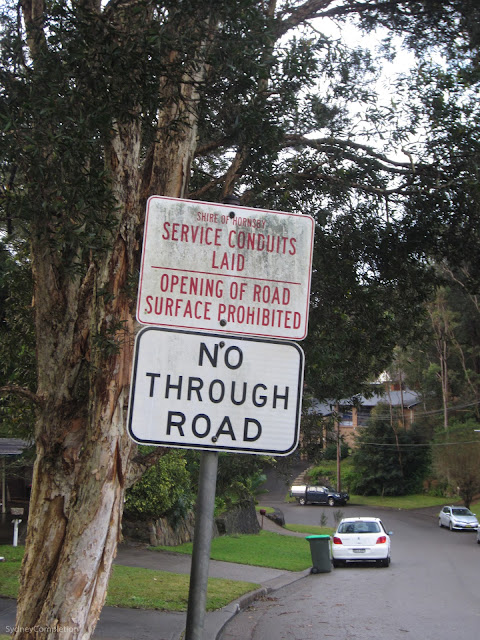 SHIRE OF HORNSBY
SERVICE CONDUITS
LAID
OPENING OF ROAD
SURFACE PROHIBITED
NO
THROUGH
ROAD